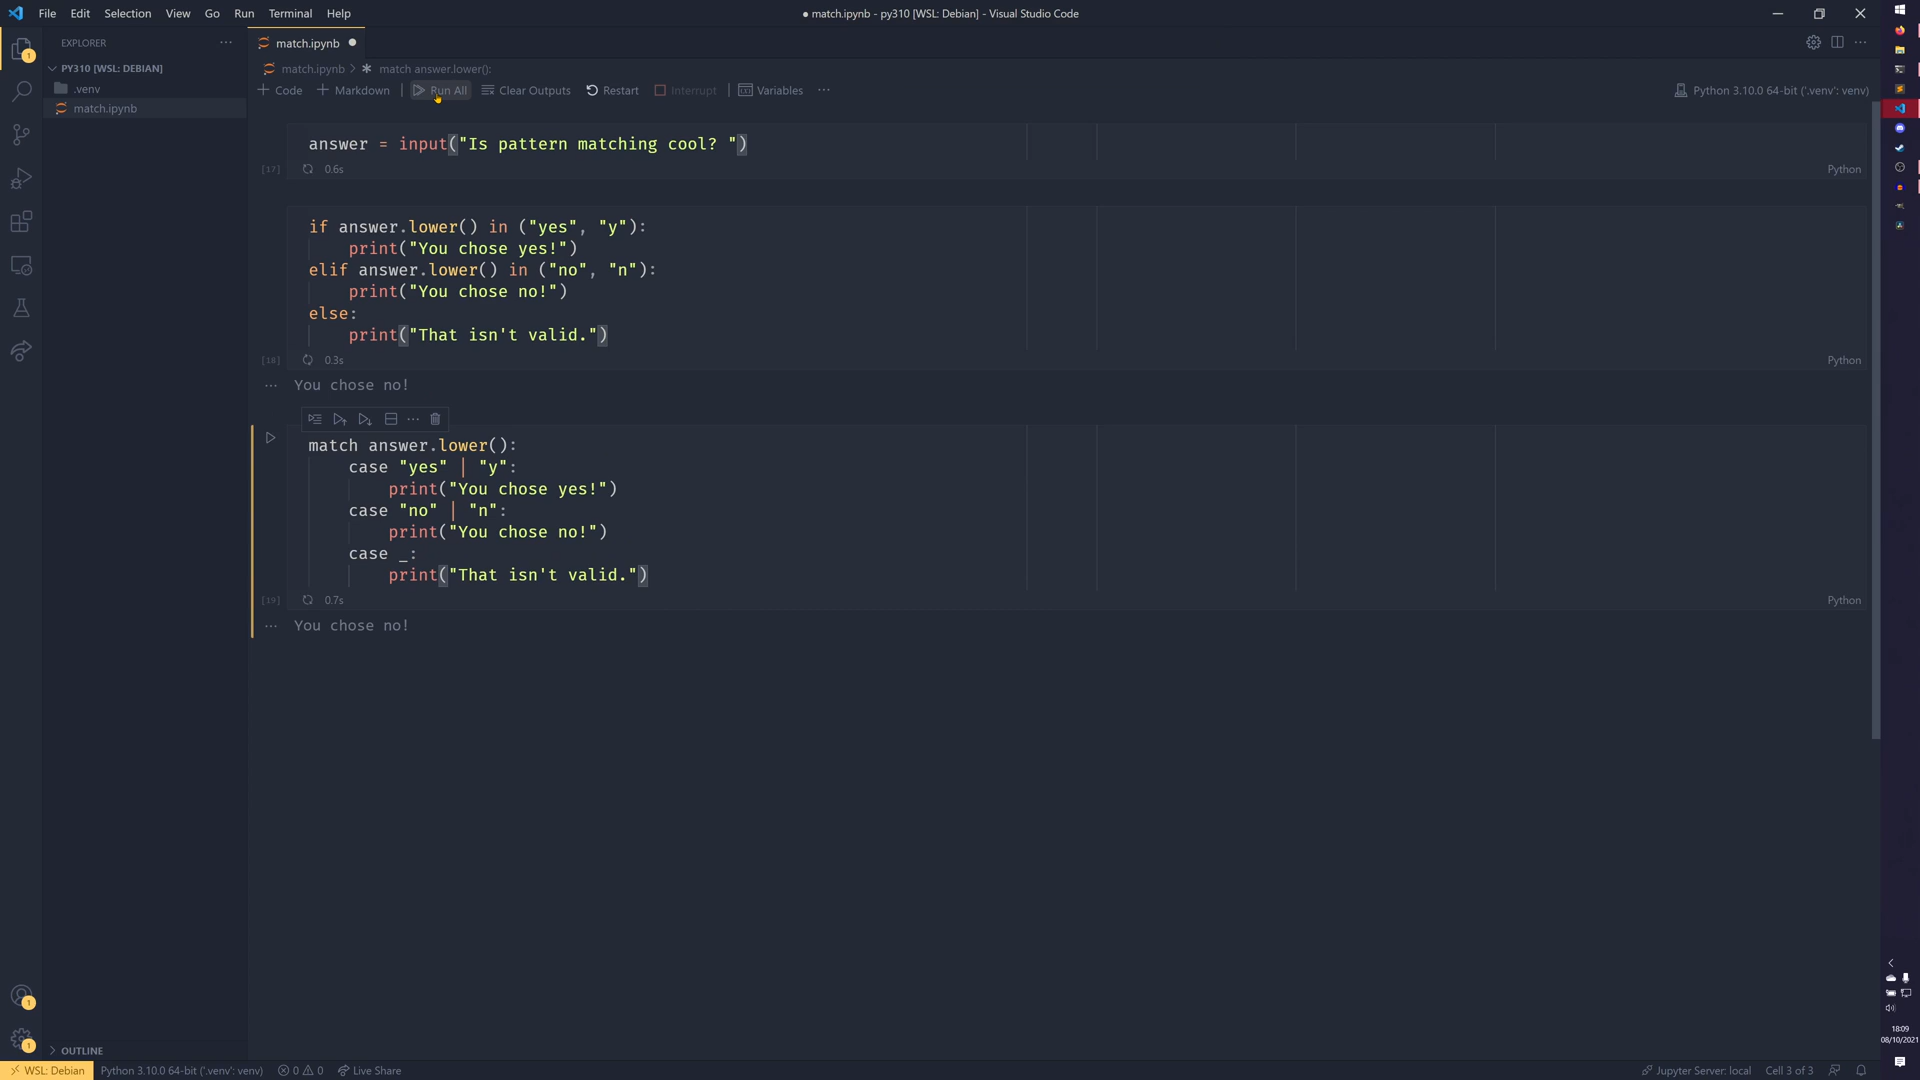 File Edit Selection View Go Run Terminal Help
● match.ipynb - py310 [WSL: Debian] - Visual Studio Code
EXPLORER
PY310 [WSL: DEBIAN]
.venv
match.ipynb
OUTLINE
match.ipynb
match.ipynb > match answer.lower():
+ Code + Markdown | Run All Clear Outputs Restart Interrupt | Variables ...
Python 3.10.0 64-bit ('.venv': venv)
answer = input("Is pattern matching cool? ")
[17] 0.6s Python
if answer.lower() in ("yes", "y"):
print("You chose yes!")
elif answer.lower() in ("no", "n"):
print("You chose no!")
else:
print("That isn't valid.")
[18] 0.3s Python
... You chose no!
match answer.lower():
case "yes" | "y":
print("You chose yes!")
case "no" | "n":
print("You chose no!")
case _:
print("That isn't valid.")
[19] 0.7s Python
... You chose no!
1
1
1
18:09
08/10/2021
WSL: Debian Python 3.10.0 64-bit ('.venv': venv) 0 0 Live Share
Jupyter Server: local Cell 3 of 3